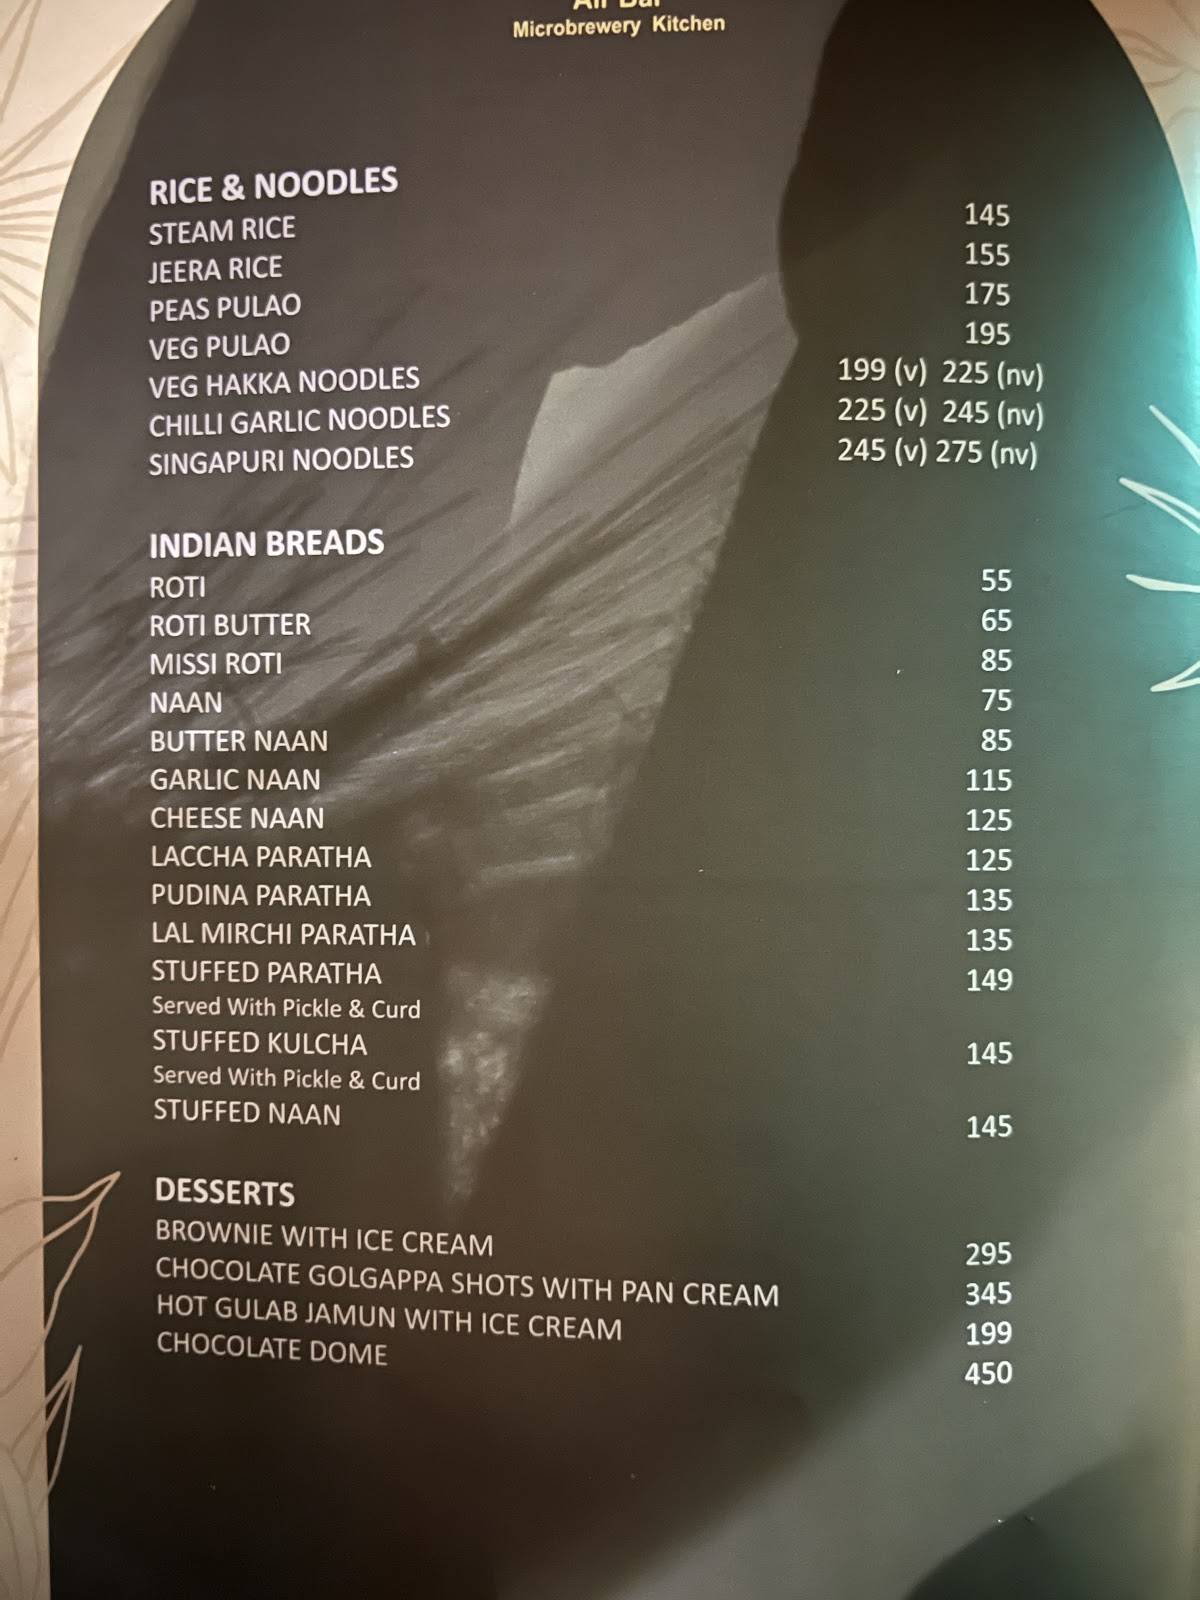 Microbrewery Kitchen
RICE & NOODLES
STEAM RICE 145
JEERA RICE 155
PEAS PULAO 175
VEG PULAO 195
VEG HAKKA NOODLES 199 (v) 225 (nv)
CHILLI GARLIC NOODLES 225 (v) 245 (nv)
SINGAPURI NOODLES 245 (v) 275 (nv)
INDIAN BREADS
ROTI 55
ROTI BUTTER 65
MISSI ROTI 85
NAAN 75
BUTTER NAAN 85
GARLIC NAAN 115
CHEESE NAAN 125
LACCHA PARATHA 125
PUDINA PARATHA 135
LAL MIRCHI PARATHA 135
STUFFED PARATHA 149
Served With Pickle & Curd
STUFFED KULCHA 145
Served With Pickle & Curd
STUFFED NAAN 145
DESSERTS
BROWNIE WITH ICE CREAM 295
CHOCOLATE GOLGAPPA SHOTS WITH PAN CREAM 345
HOT GULAB JAMUN WITH ICE CREAM 199
CHOCOLATE DOME 450